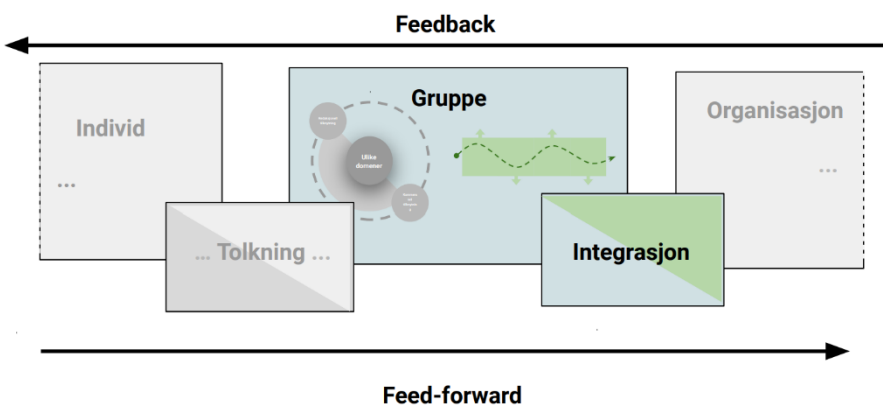 Feedback
Individ
...
Gruppe
Ulike
domener
Organisasjon
...
... Tolkning ...
Integrasjon
Feed-forward